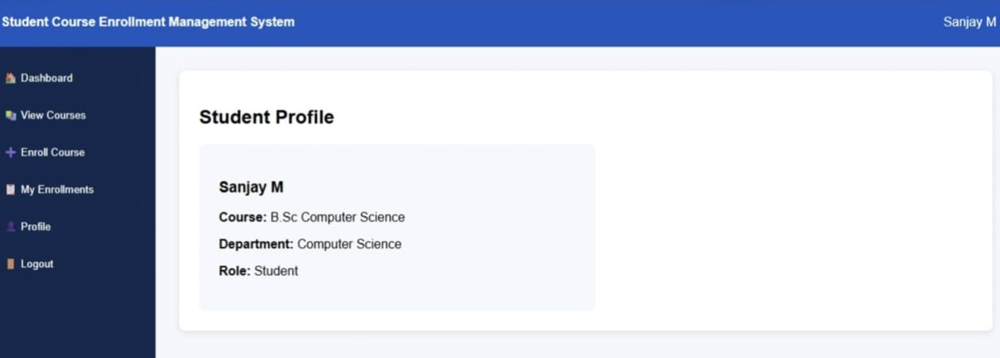 Student Course Enrollment Management System
Sanjay M
Dashboard
View Courses
Enroll Course
My Enrollments
Profile
Logout
Student Profile
Sanjay M
Course: B.Sc Computer Science
Department: Computer Science
Role: Student